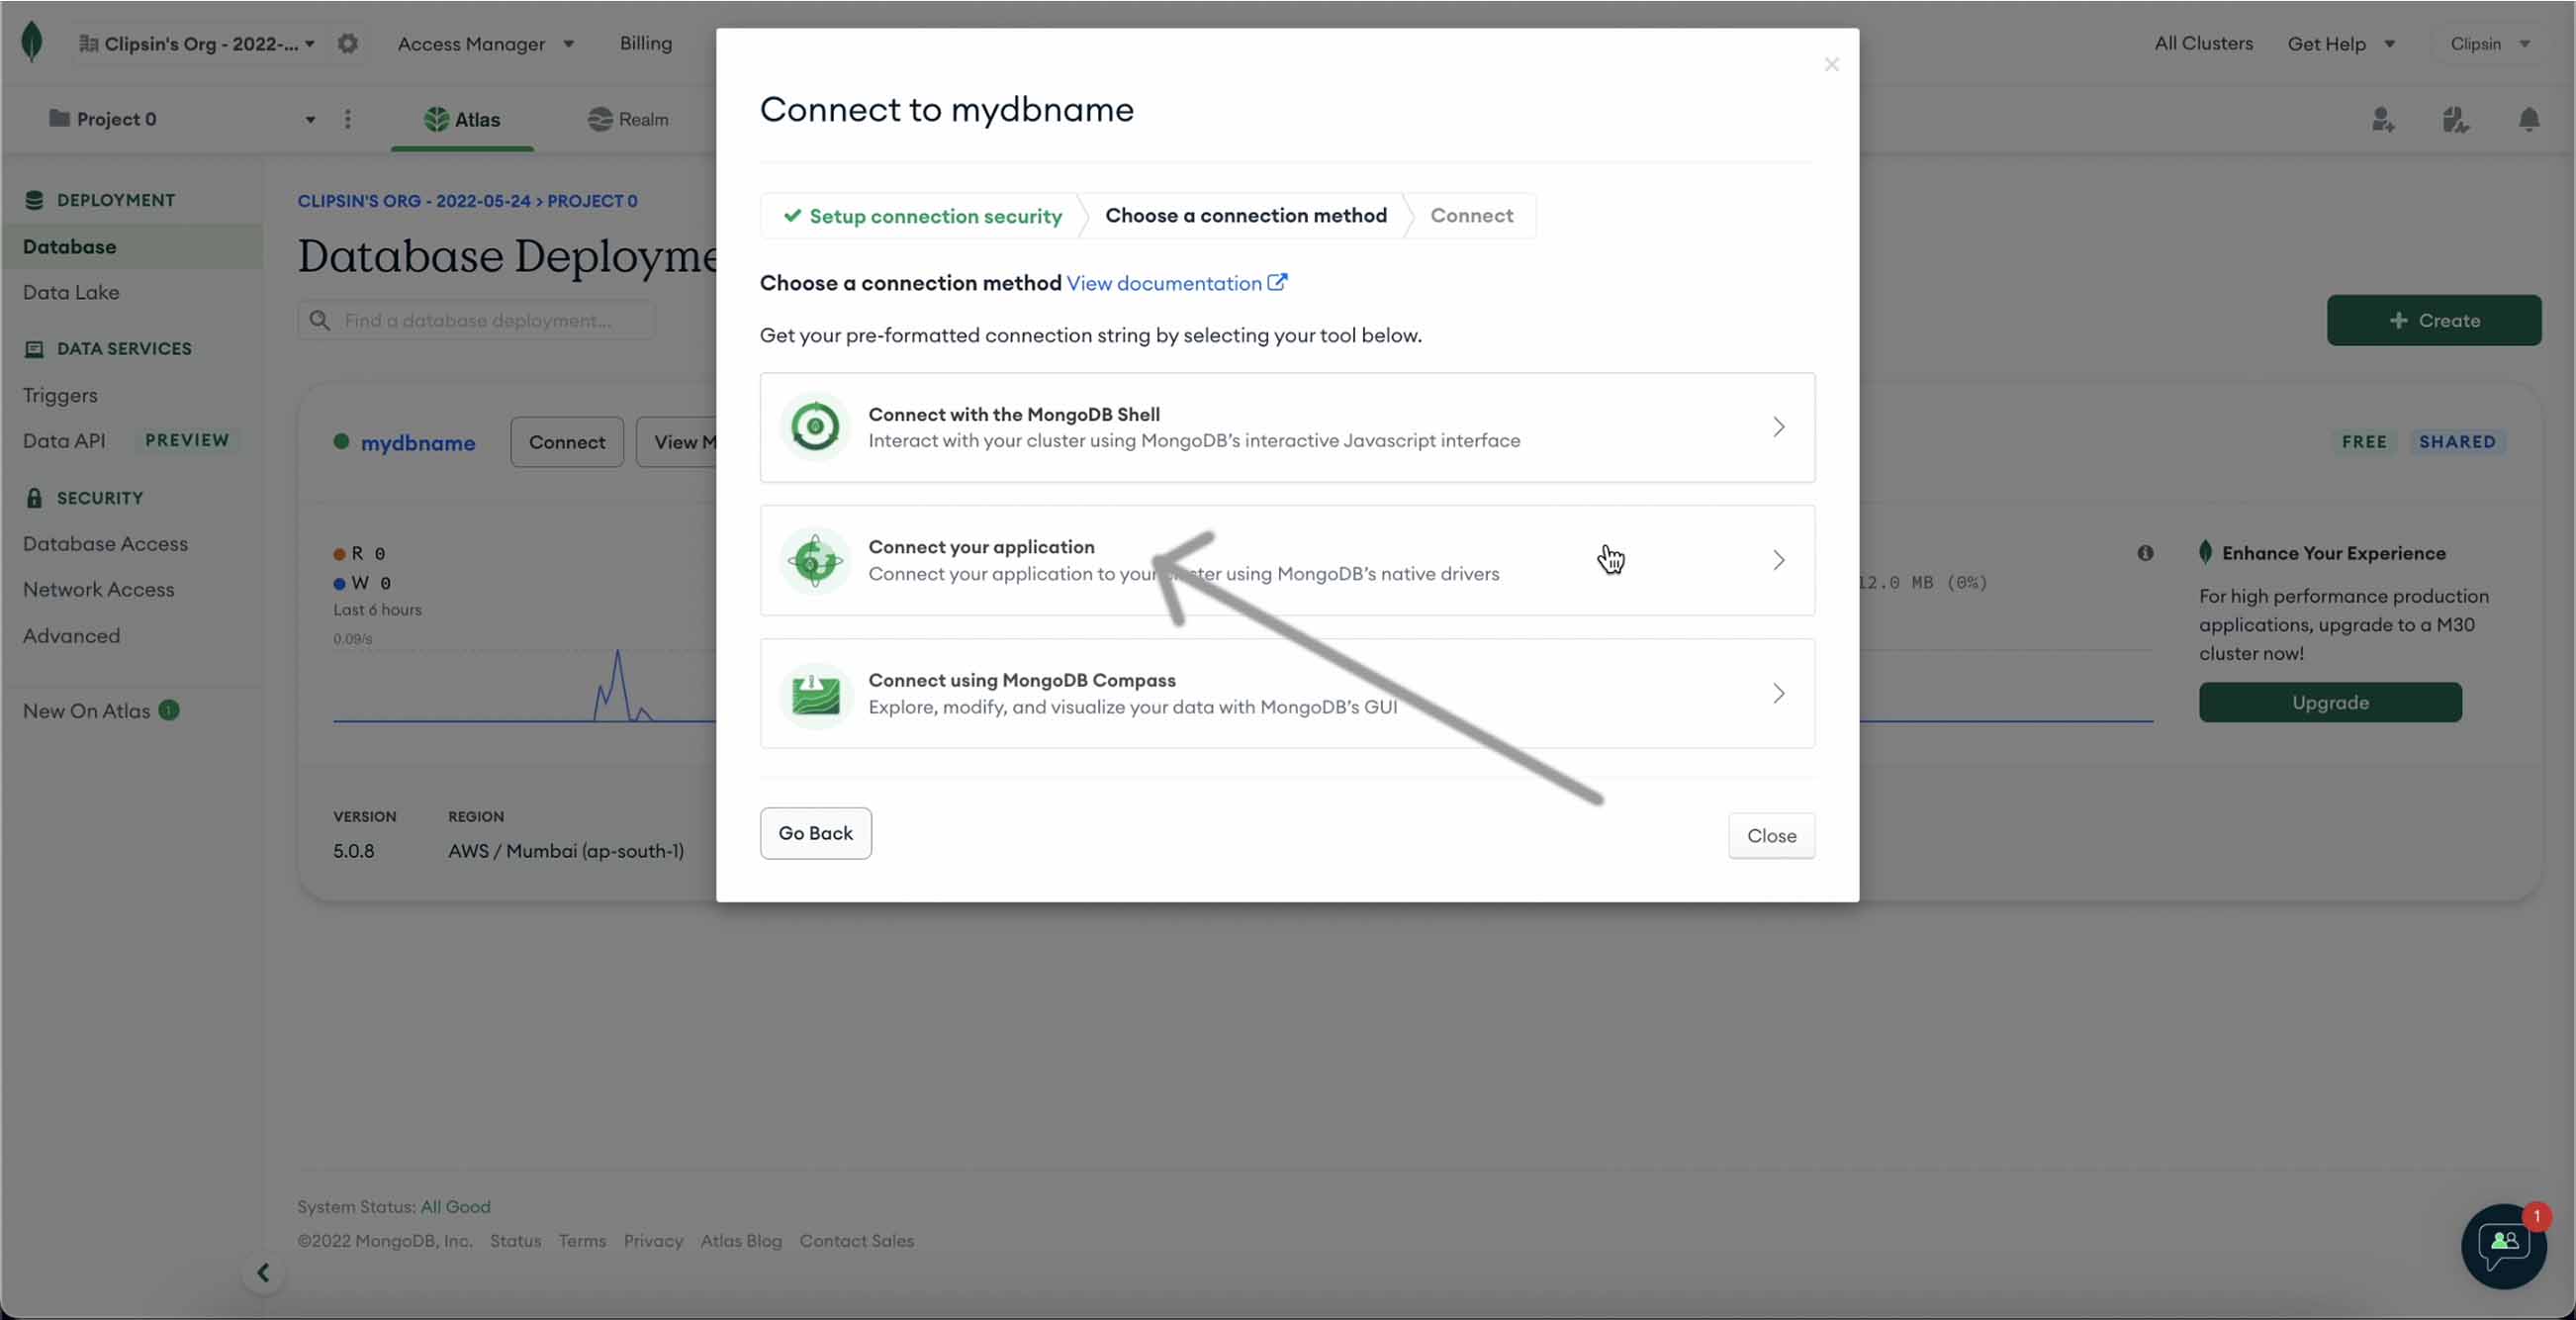 Clipsin's Org - 2022-...
Access Manager
Billing
All Clusters
Get Help
Clipsin
Project 0
Atlas
Realm
DEPLOYMENT
Database
Data Lake
DATA SERVICES
Triggers
Data API PREVIEW
SECURITY
Database Access
Network Access
Advanced
New On Atlas 1
CLIPSIN'S ORG - 2022-05-24 > PROJECT 0
Database Deployme
Find a database deployment...
+ Create
mydbname
Connect
View M
FREE SHARED
R 0
W 0
Last 6 hours
0.09/s
12.0 MB (0%)
Enhance Your Experience
For high performance production
applications, upgrade to a M30
cluster now!
Upgrade
VERSION
5.0.8
REGION
AWS / Mumbai (ap-south-1)
Connect to mydbname
Setup connection security
Choose a connection method
Connect
Choose a connection method View documentation
Get your pre-formatted connection string by selecting your tool below.
Connect with the MongoDB Shell
Interact with your cluster using MongoDB's interactive Javascript interface
Connect your application
Connect your application to your cluster using MongoDB's native drivers
Connect using MongoDB Compass
Explore, modify, and visualize your data with MongoDB's GUI
Go Back
Close
System Status: All Good
©2022 MongoDB, Inc. Status Terms Privacy Atlas Blog Contact Sales
1